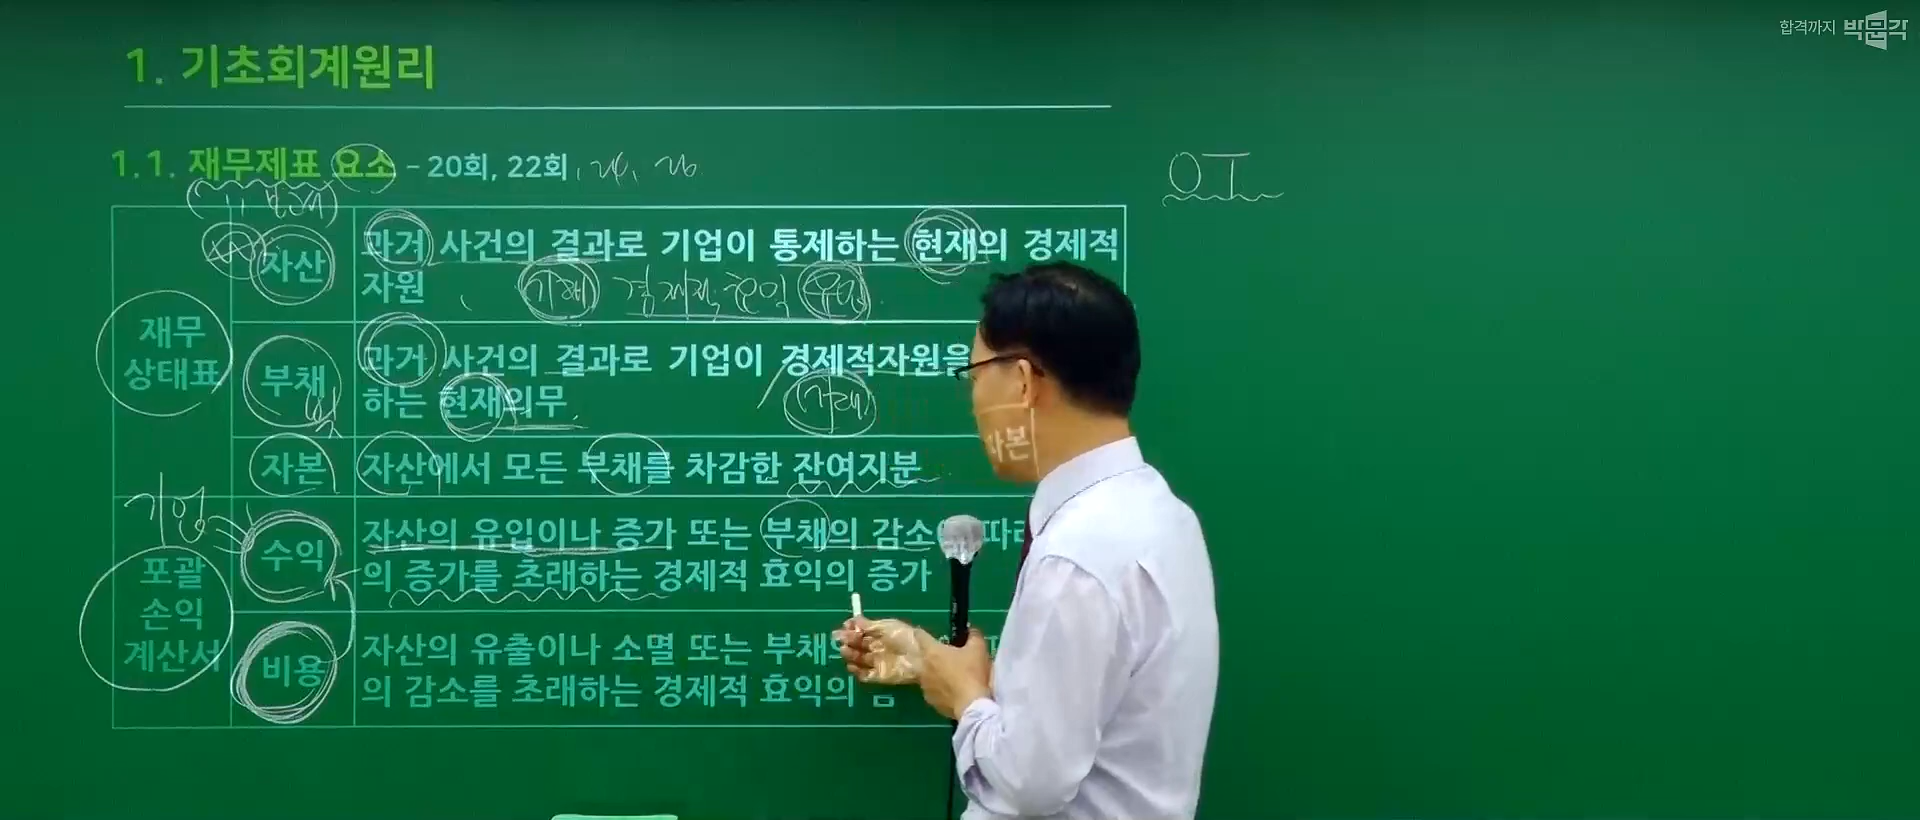 합격까지 박문각
1. 기초회계원리
1.1. 재무제표 요소 - 20회, 22회, 24, 26
OT
재무
상태표
자산
과거 사건의 결과로 기업이 통제하는 현재의 경제적
자원
부채
과거 사건의 결과로 기업이 경제적자원을
하는 현재의무
자본
자산에서 모든 부채를 차감한 잔여지분
자본
기업
포괄
손익
계산서
수익
자산의 유입이나 증가 또는 부채의 감소에 따라
의 증가를 초래하는 경제적 효익의 증가
비용
자산의 유출이나 소멸 또는 부채의
의 감소를 초래하는 경제적 효익의 감